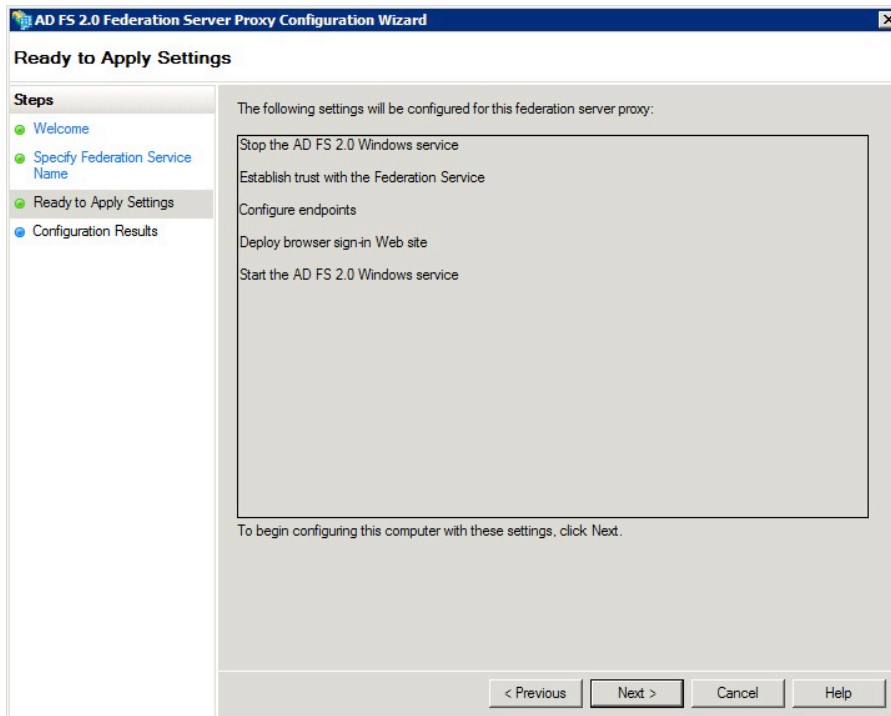 AD FS 2.0 Federation Server Proxy Configuration Wizard
Ready to Apply Settings
Steps
Welcome
Specify Federation Service
Name
Ready to Apply Settings
Configuration Results
The following settings will be configured for this federation server proxy:
Stop the AD FS 2.0 Windows service
Establish trust with the Federation Service
Configure endpoints
Deploy browser sign-in Web site
Start the AD FS 2.0 Windows service
To begin configuring this computer with these settings, click Next.
< Previous
Next >
Cancel
Help